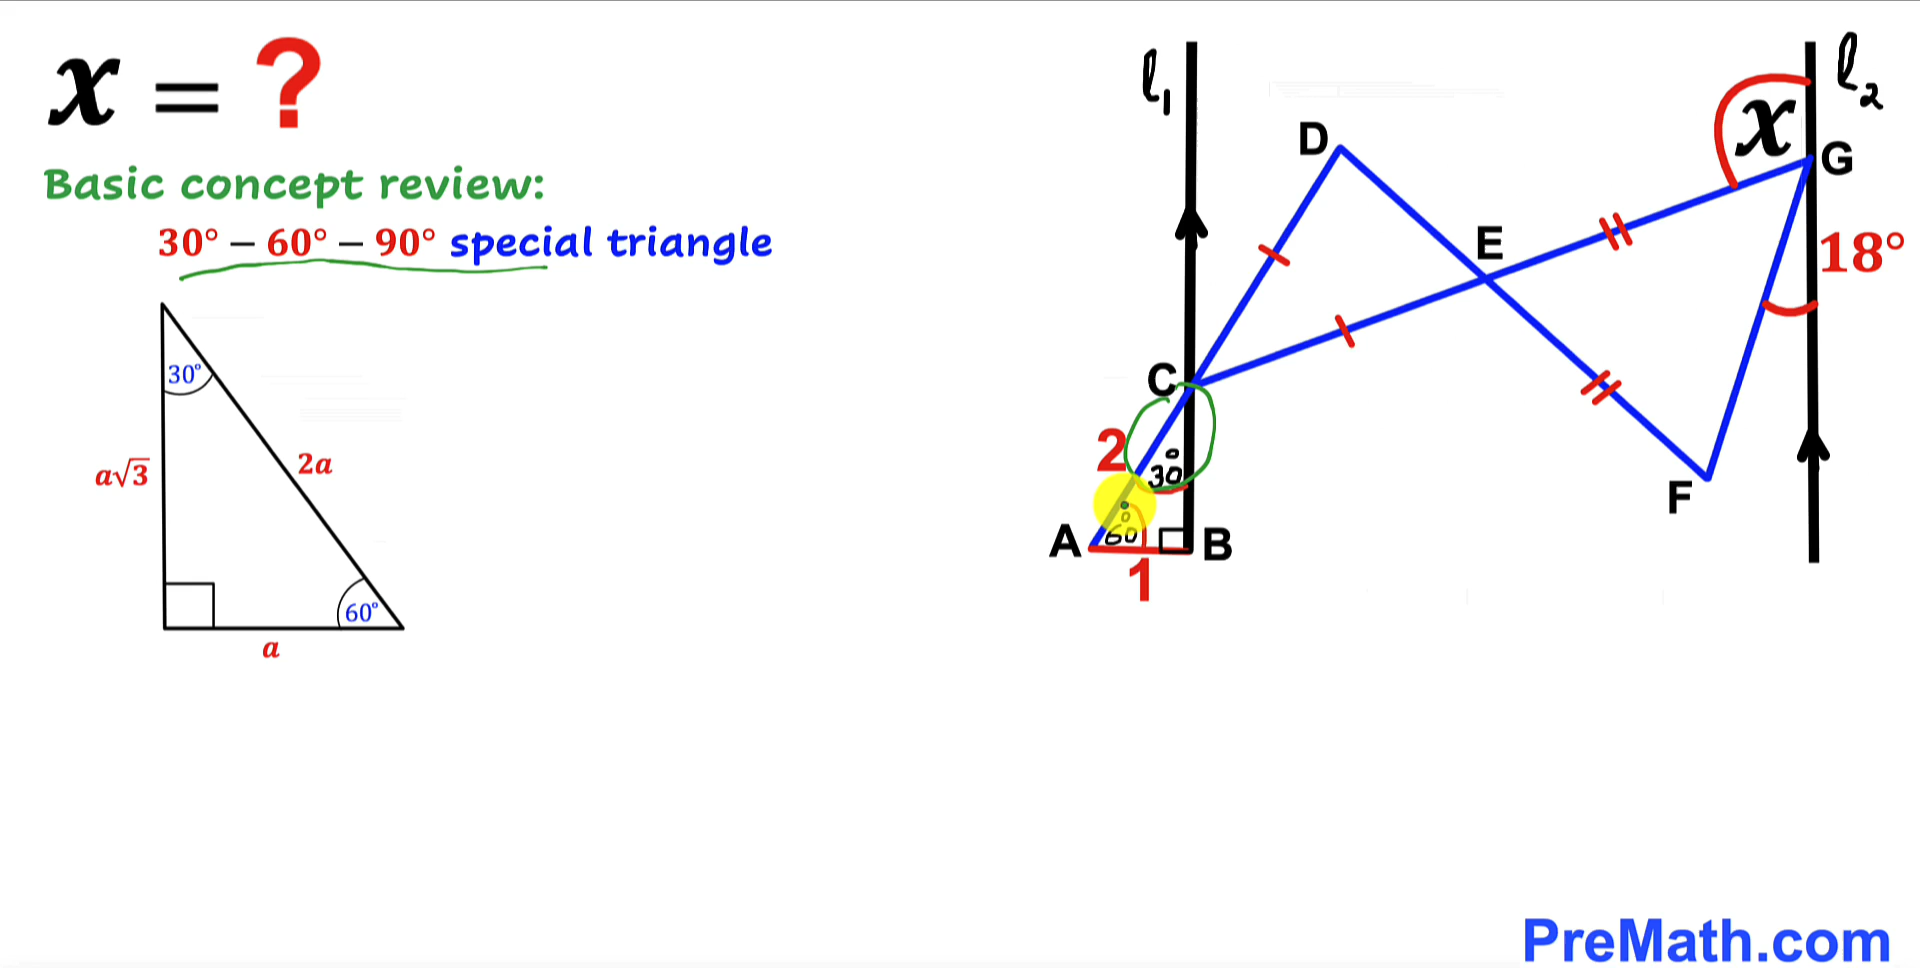 x = ?
Basic concept review:
30° – 60° – 90° special triangle
30°
a√3
2a
60°
a
l₁
l₂
D
x
G
E
18°
C
2
30°
F
A
60°
B
1
PreMath.com